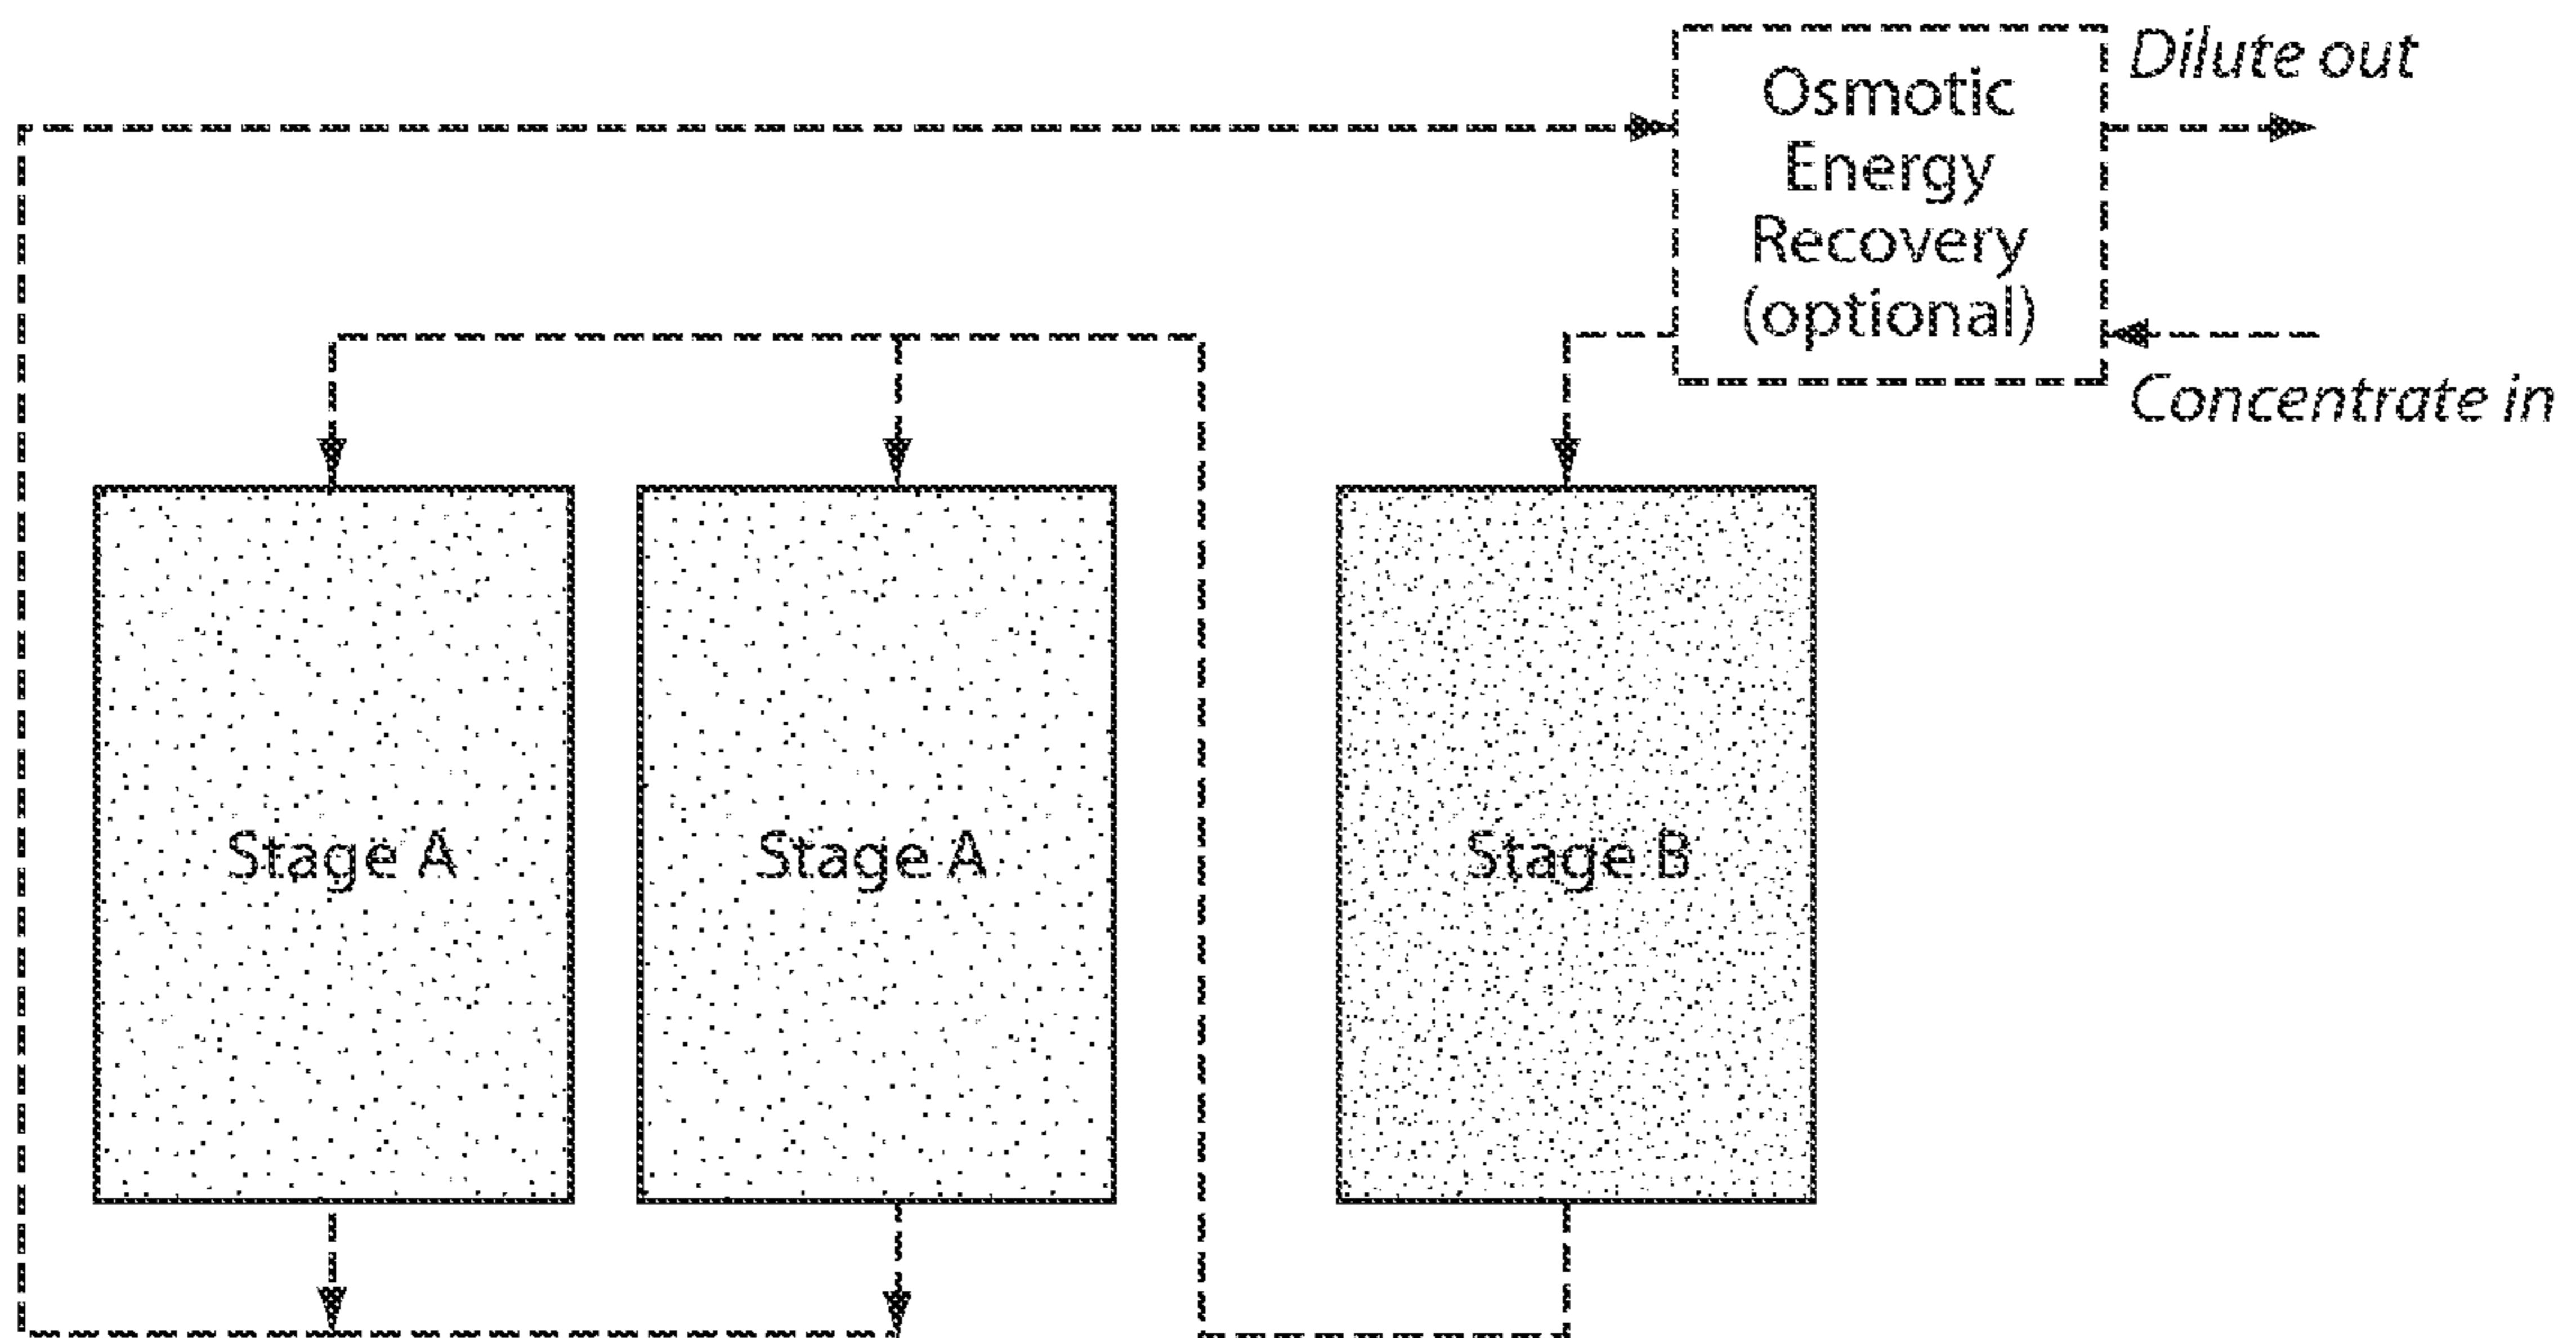 Dilute out
Osmotic
Energy
Recovery
(optional)
Concentrate in
Stage A
Stage A
Stage B